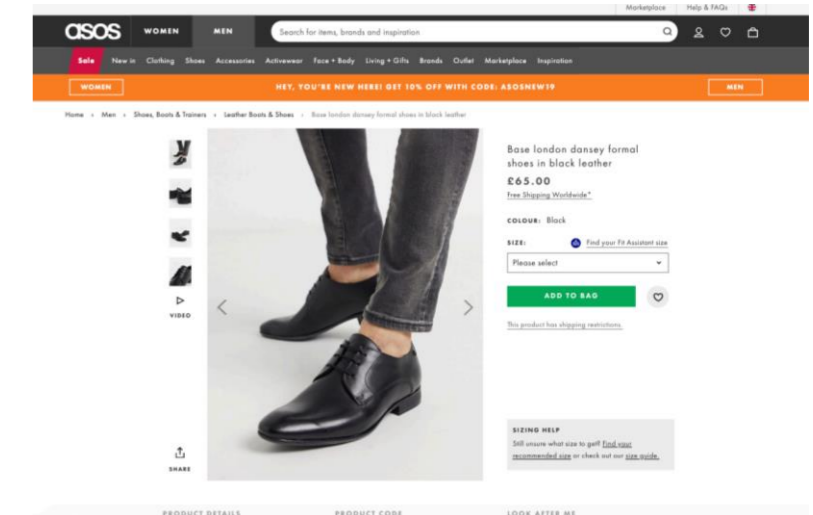 Marketplace Help & FAQs
asos WOMEN MEN Search for items, brands and inspiration
Sale New in Clothing Shoes Accessories Activewear Face + Body Living + Gifts Brands Outlet Marketplace Inspiration
WOMEN HEY, YOU'RE NEW HERE! GET 10% OFF WITH CODE: ASOSNEW19 MEN
Home › Men › Shoes, Boots & Trainers › Leather Boots & Shoes › Base london dansey formal shoes in black leather
Base london dansey formal
shoes in black leather
£65.00
Free Shipping Worldwide*
COLOUR: Black
SIZE: Find your Fit Assistant size
Please select
ADD TO BAG
VIDEO
This product has shipping restrictions.
SIZING HELP
Still unsure what size to get? Find your
recommended size or check out our size guide.
SHARE
PRODUCT DETAILS PRODUCT CODE LOOK AFTER ME